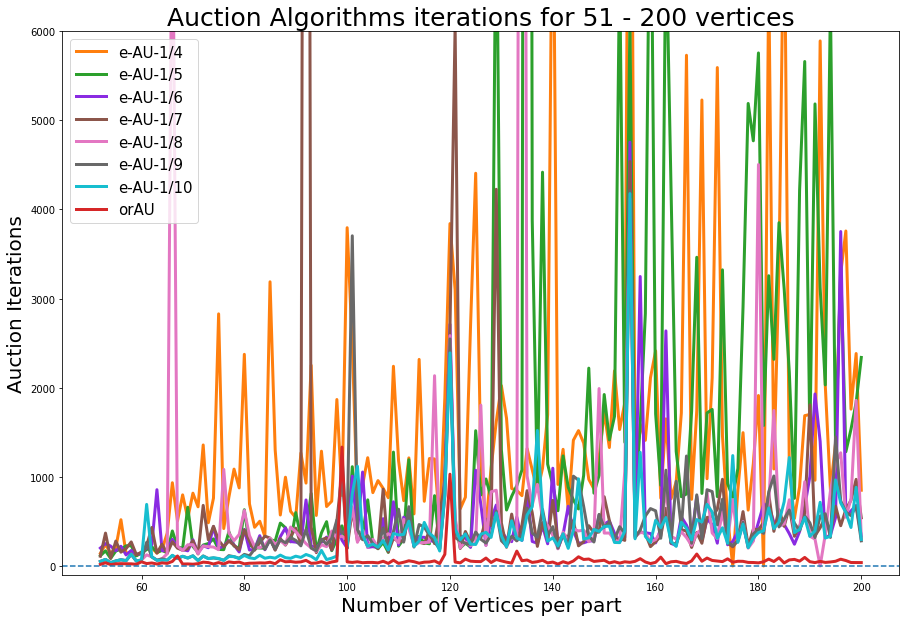 Auction Algorithms iterations for 51 - 200 vertices
Auction Iterations
6000
5000
4000
3000
2000
1000
0
e-AU-1/4
e-AU-1/5
e-AU-1/6
e-AU-1/7
e-AU-1/8
e-AU-1/9
e-AU-1/10
orAU
60 80 100 120 140 160 180 200
Number of Vertices per part